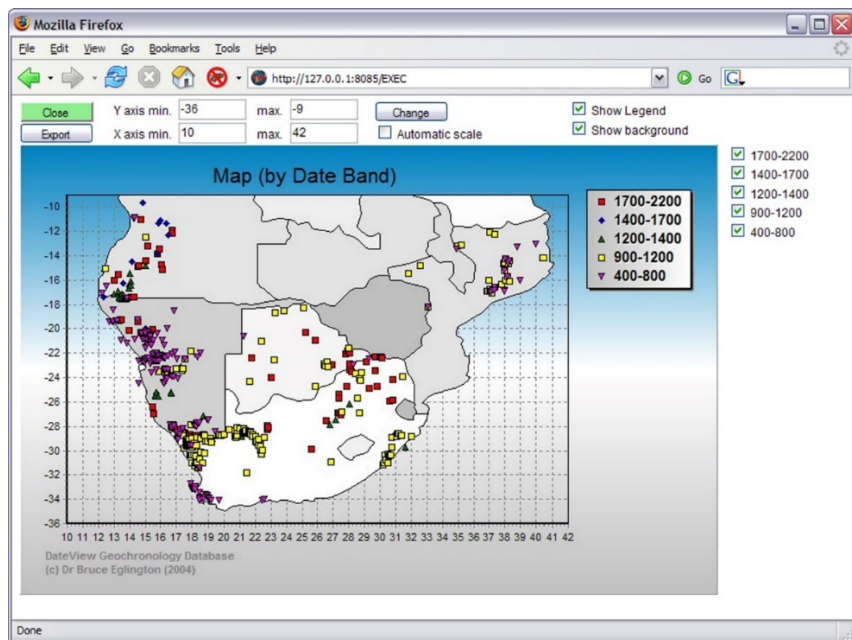 Mozilla Firefox
File Edit View Go Bookmarks Tools Help
http://127.0.0.1:8085/EXEC Go G
Close Y axis min. -36 max. -9 Change Show Legend
Export X axis min. 10 max. 42 Automatic scale Show background
Map (by Date Band)
1700-2200
1400-1700
1200-1400
900-1200
400-800
1700-2200
1400-1700
1200-1400
900-1200
400-800
-10
-12
-14
-16
-18
-20
-22
-24
-26
-28
-30
-32
-34
-36
10 11 12 13 14 15 16 17 18 19 20 21 22 23 24 25 26 27 28 29 30 31 32 33 34 35 36 37 38 39 40 41 42
DateView Geochronology Database
(c) Dr Bruce Eglington (2004)
Done